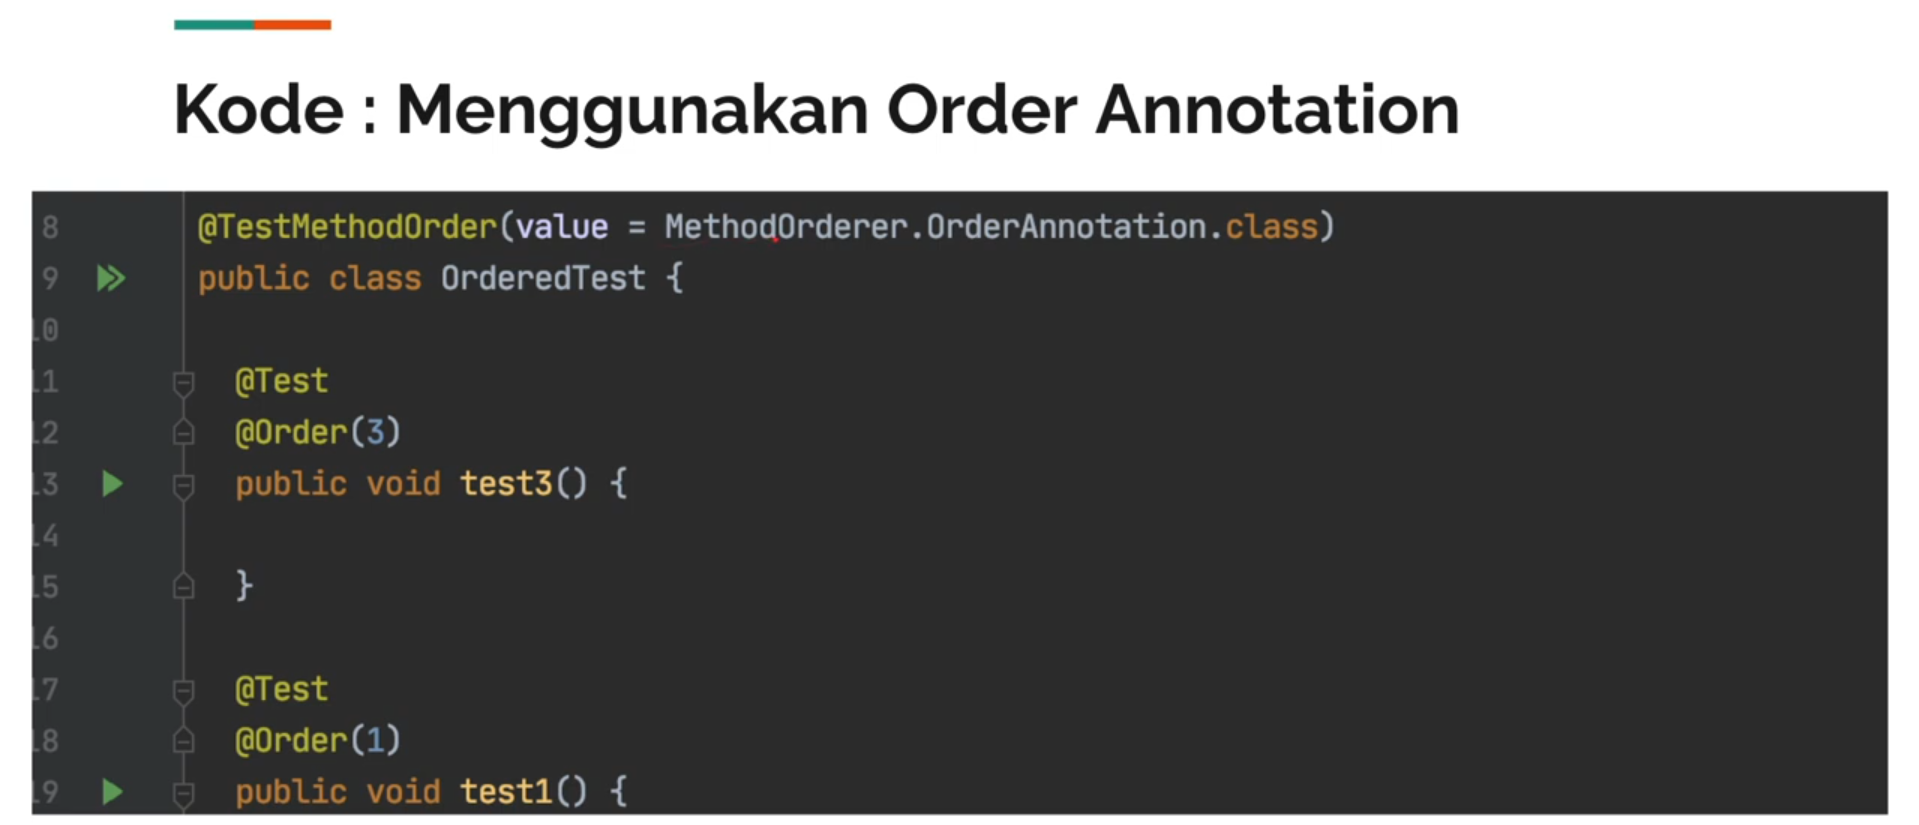 Kode : Menggunakan Order Annotation
8 @TestMethodOrder(value = MethodOrderer.OrderAnnotation.class)
9 public class OrderedTest {
10
11 @Test
12 @Order(3)
13 public void test3() {
14
15 }
16
17 @Test
18 @Order(1)
19 public void test1() {